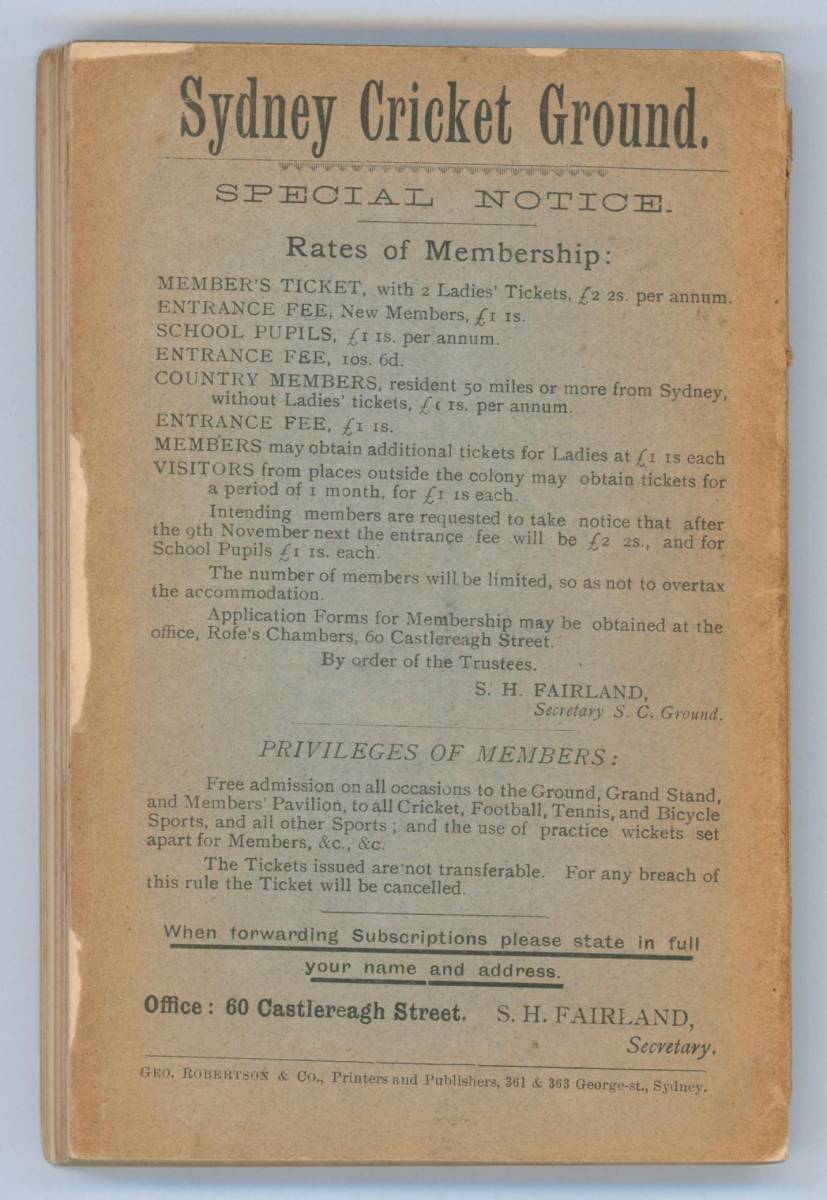 Sydney Cricket Ground.
SPECIAL NOTICE.
Rates of Membership:
MEMBER'S TICKET, with 2 Ladies' Tickets, £2 2s. per annum.
ENTRANCE FEE, New Members, £1 1s.
SCHOOL PUPILS, £1 1s. per annum.
ENTRANCE FEE, 10s. 6d.
COUNTRY MEMBERS, resident 50 miles or more from Sydney,
without Ladies' tickets, £1 1s. per annum.
ENTRANCE FEE, £1 1s.
MEMBERS may obtain additional tickets for Ladies at £1 1s each
VISITORS from places outside the colony may obtain tickets for
a period of 1 month, for £1 1s each.
Intending members are requested to take notice that after
the 9th November next the entrance fee will be £2 2s., and for
School Pupils £1 1s. each.
The number of members will be limited, so as not to overtax
the accommodation.
Application Forms for Membership may be obtained at the
office, Rofe's Chambers, 60 Castlereagh Street.
By order of the Trustees.
S. H. FAIRLAND,
Secretary S. C. Ground.
PRIVILEGES OF MEMBERS:
Free admission on all occasions to the Ground, Grand Stand,
and Members' Pavilion, to all Cricket, Football, Tennis, and Bicycle
Sports, and all other Sports; and the use of practice wickets set
apart for Members, &c., &c.
The Tickets issued are not transferable. For any breach of
this rule the Ticket will be cancelled.
When forwarding Subscriptions please state in full
your name and address.
Office: 60 Castlereagh Street. S. H. FAIRLAND,
Secretary.
GEO. ROBERTSON & CO., Printers and Publishers, 361 & 363 George-st., Sydney.